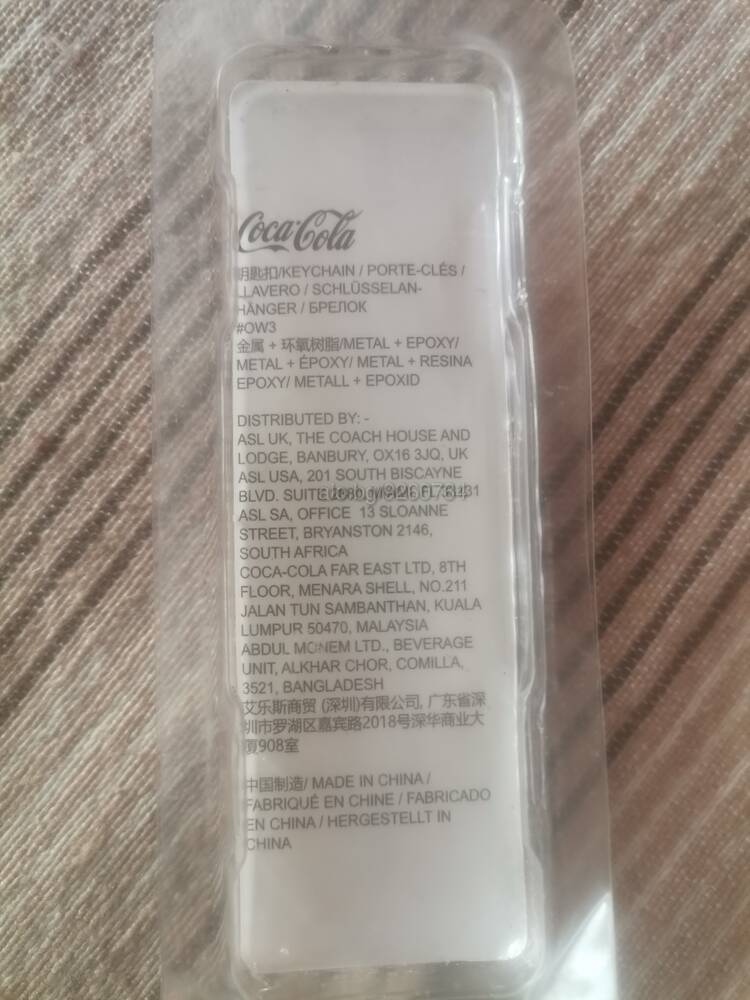 Coca-Cola
钥匙扣/KEYCHAIN / PORTE-CLÉS /
LLAVERO / SCHLÜSSELAN-
HÄNGER / БРЕЛОК
#OW3
金属 + 环氧树脂/METAL + EPOXY/
METAL + ÉPOXY/ METAL + RESINA
EPOXY/ METALL + EPOXID
DISTRIBUTED BY: -
ASL UK, THE COACH HOUSE AND
LODGE, BANBURY, OX16 3JQ, UK
ASL USA, 201 SOUTH BISCAYNE
BLVD. SUITE
ASL SA, OFFICE 13 SLOANNE
STREET, BRYANSTON 2146,
SOUTH AFRICA
COCA-COLA FAR EAST LTD, 8TH
FLOOR, MENARA SHELL, NO.211
JALAN TUN SAMBANTHAN, KUALA
LUMPUR 50470, MALAYSIA
ABDUL MONEM LTD., BEVERAGE
UNIT, ALKHAR CHOR, COMILLA,
3521, BANGLADESH
艾乐斯商贸 (深圳)有限公司, 广东省深
圳市罗湖区嘉宾路2018号深华商业大
厦908室
中国制造/ MADE IN CHINA /
FABRIQUÉ EN CHINE / FABRICADO
EN CHINA / HERGESTELLT IN
CHINA